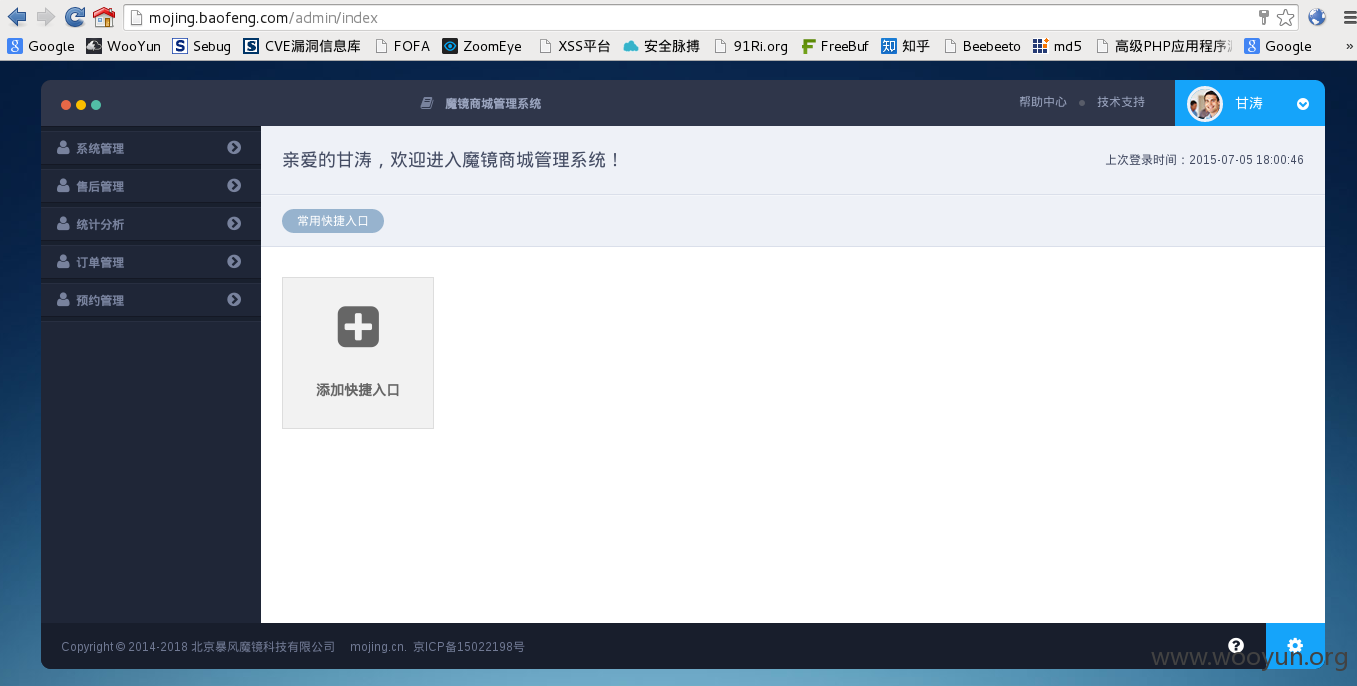 mojing.baofeng.com/admin/index
Google WooYun Sebug CVE漏洞信息库 FOFA ZoomEye XSS平台 安全脉搏 91Ri.org FreeBuf 知乎 Beebeeto md5 高级PHP应用程序 Google »
魔镜商城管理系统 帮助中心 技术支持 甘涛
系统管理
售后管理
统计分析
订单管理
预约管理
亲爱的甘涛，欢迎进入魔镜商城管理系统！ 上次登录时间：2015-07-05 18:00:46
常用快捷入口
添加快捷入口
Copyright © 2014-2018 北京暴风魔镜科技有限公司 mojing.cn. 京ICP备15022198号
www.wooyun.org